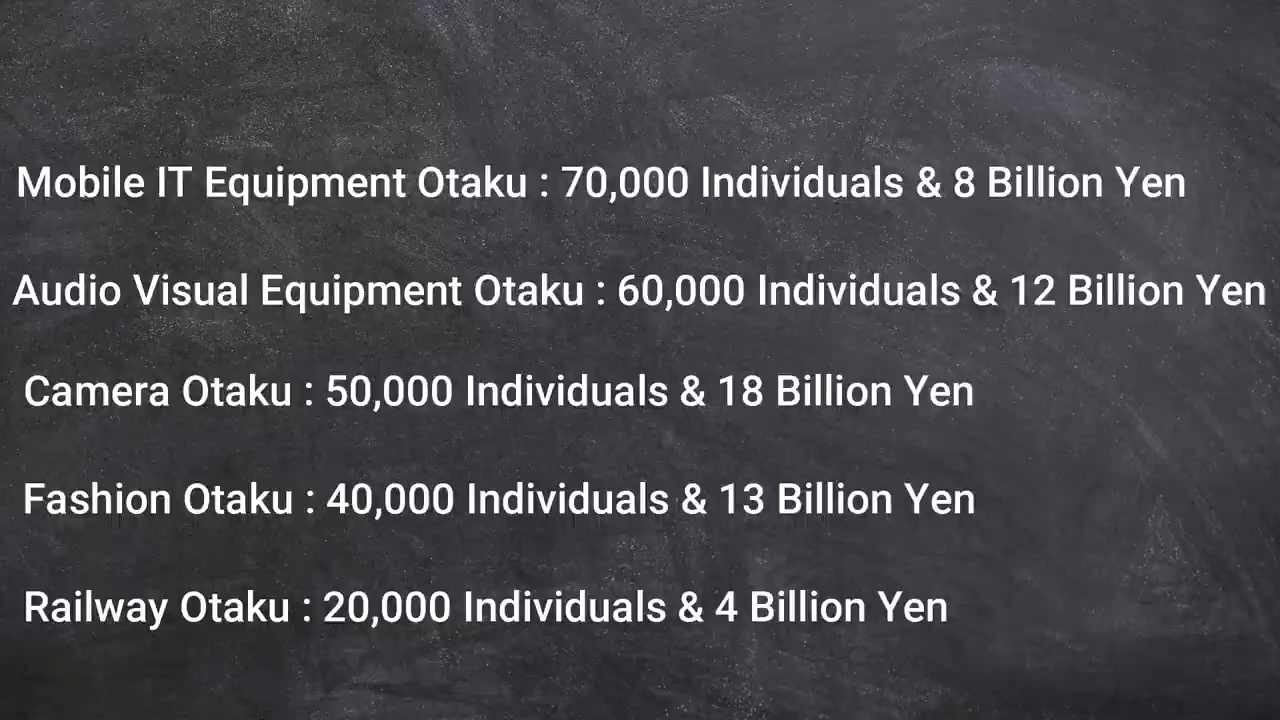 Mobile IT Equipment Otaku : 70,000 Individuals & 8 Billion Yen
Audio Visual Equipment Otaku : 60,000 Individuals & 12 Billion Yen
Camera Otaku : 50,000 Individuals & 18 Billion Yen
Fashion Otaku : 40,000 Individuals & 13 Billion Yen
Railway Otaku : 20,000 Individuals & 4 Billion Yen